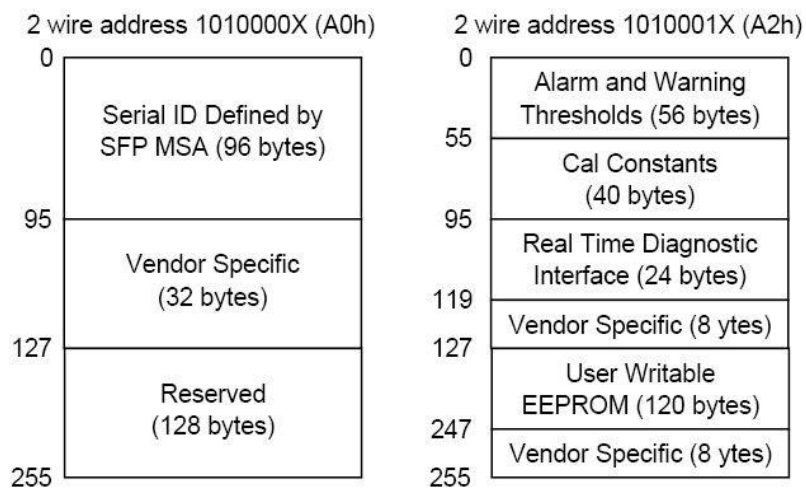 2 wire address 1010000X (A0h)
0
Serial ID Defined by
SFP MSA (96 bytes)
95
Vendor Specific
(32 bytes)
127
Reserved
(128 bytes)
255
2 wire address 1010001X (A2h)
0
Alarm and Warning
Thresholds (56 bytes)
55
Cal Constants
(40 bytes)
95
Real Time Diagnostic
Interface (24 bytes)
119
Vendor Specific (8 ytes)
127
User Writable
EEPROM (120 bytes)
247
Vendor Specific (8 ytes)
255